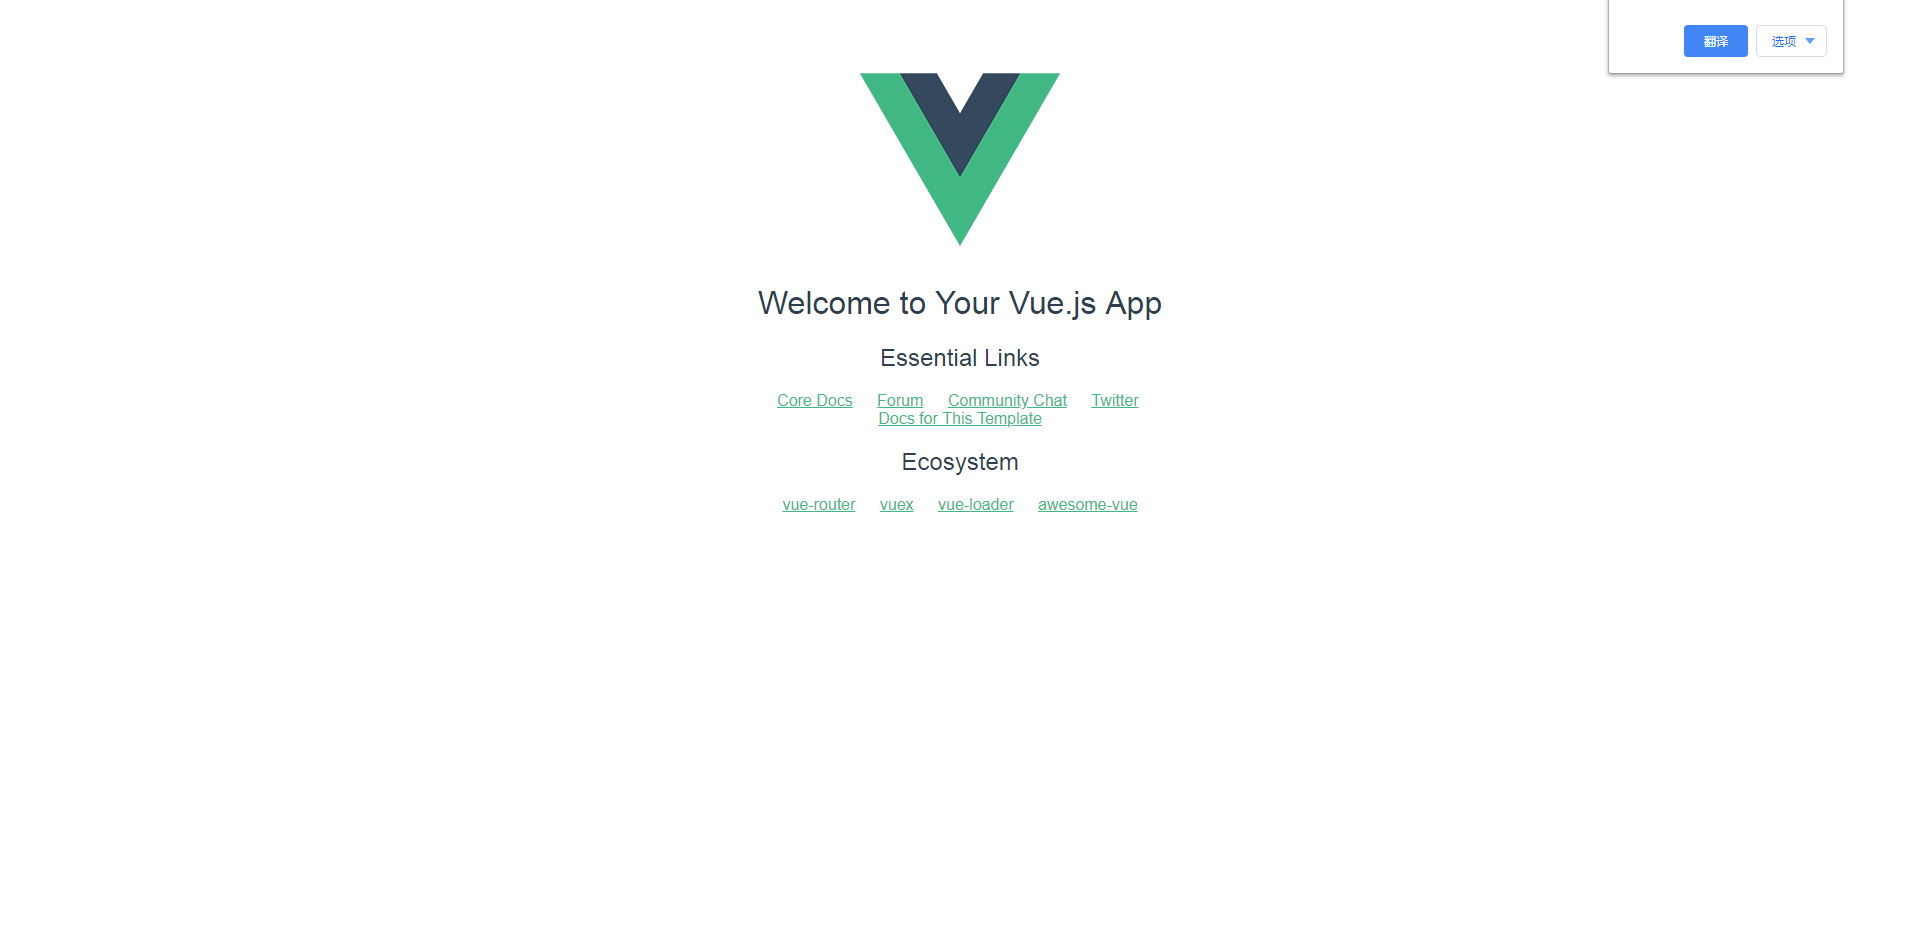 翻译 选项
Welcome to Your Vue.js App
Essential Links
Core Docs Forum Community Chat Twitter
Docs for This Template
Ecosystem
vue-router vuex vue-loader awesome-vue